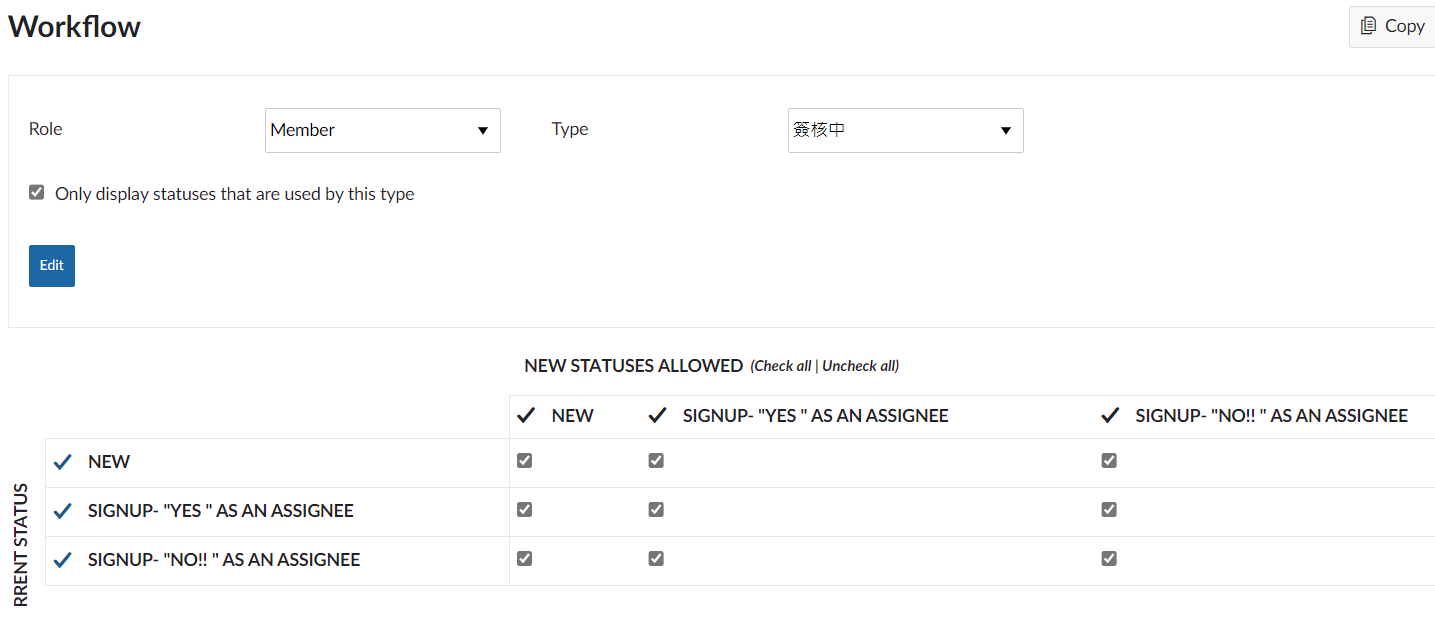 Workflow
Copy
Role Member Type 簽核中
Only display statuses that are used by this type
Edit
NEW STATUSES ALLOWED (Check all | Uncheck all)
NEW SIGNUP- "YES " AS AN ASSIGNEE SIGNUP- "NO!! " AS AN ASSIGNEE
NEW
SIGNUP- "YES " AS AN ASSIGNEE
SIGNUP- "NO!! " AS AN ASSIGNEE
RRENT STATUS